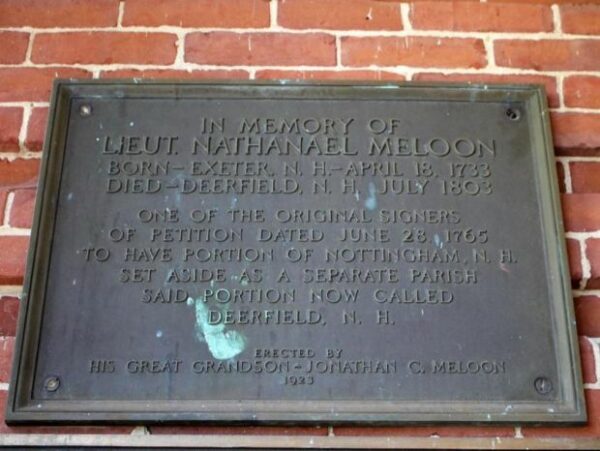 IN MEMORY OF
LIEUT. NATHANAEL MELOON
BORN-EXETER, N. H.-APRIL 18, 1733
DIED-DEERFIELD, N. H. JULY 1803
ONE OF THE ORIGINAL SIGNERS
OF PETITION DATED JUNE 28, 1765
TO HAVE PORTION OF NOTTINGHAM, N. H.
SET ASIDE AS A SEPARATE PARISH
SAID PORTION NOW CALLED
DEERFIELD, N. H.
ERECTED BY
HIS GREAT GRANDSON-JONATHAN C. MELOON
1923